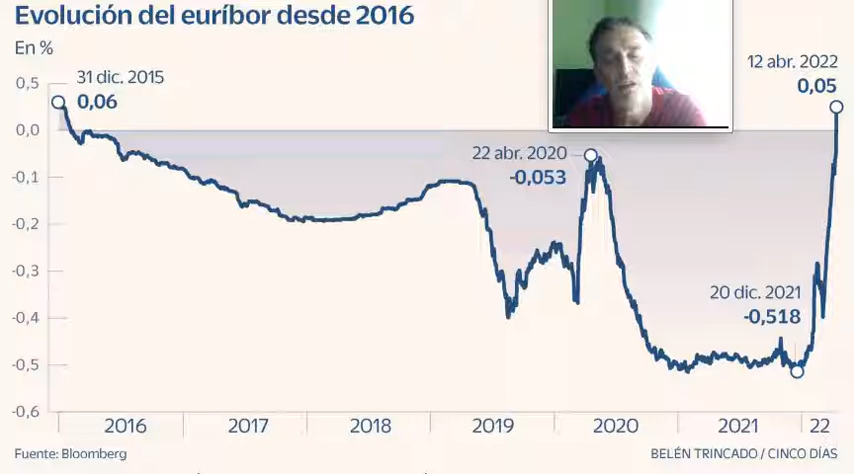 Evolución del euríbor desde 2016
En %
0,5
0,0
-0,1
-0,2
-0,3
-0,4
-0,5
-0,6
31 dic. 2015
0,06
22 abr. 2020
-0,053
20 dic. 2021
-0,518
12 abr. 2022
0,05
2016 2017 2018 2019 2020 2021 22
Fuente: Bloomberg
BELÉN TRINCADO / CINCO DÍAS